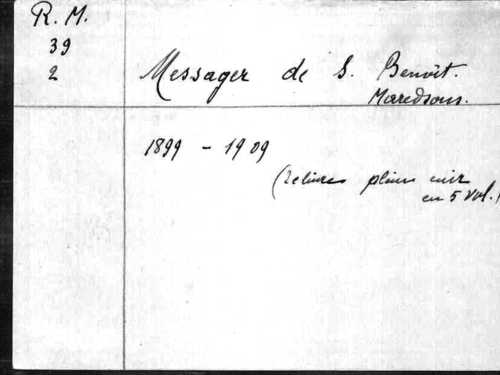 R. M.
39
2
Messager de S. Benoît.
Maredsous.
1899 - 1909
(reliures plein cuir
en 5 vol.)